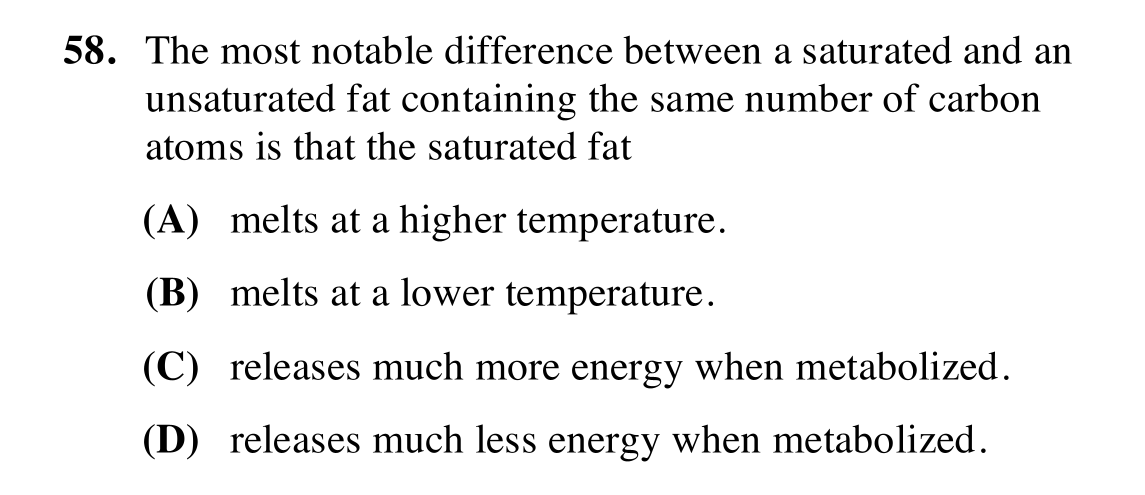 58. The most notable difference between a saturated and an
unsaturated fat containing the same number of carbon
atoms is that the saturated fat
(A) melts at a higher temperature.
(B) melts at a lower temperature.
(C) releases much more energy when metabolized.
(D) releases much less energy when metabolized.